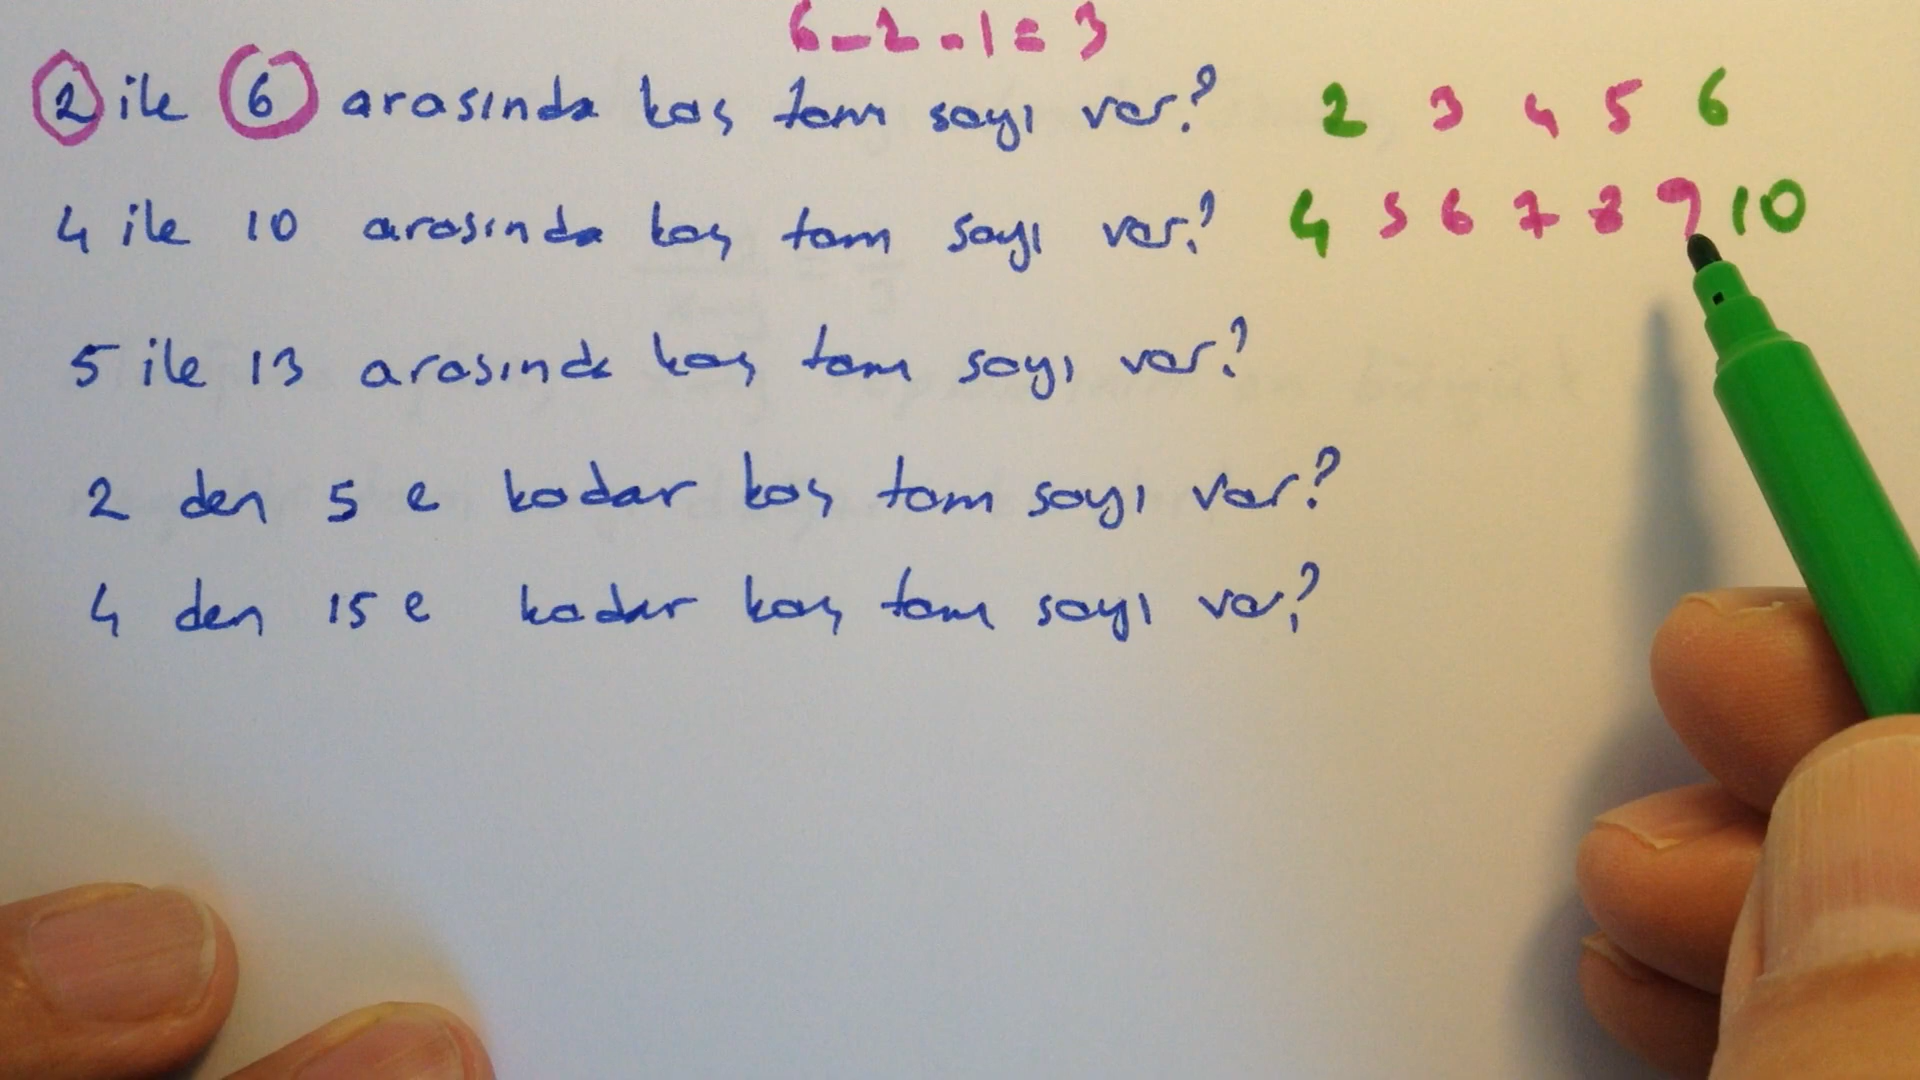 6 - 2 - 1 = 3
2 ile 6 arasında kaç tam sayı var? 2 3 4 5 6
4 ile 10 arasında kaç tam sayı var? 4 5 6 7 8 9 10
5 ile 13 arasında kaç tam sayı var?
2 den 5 e kadar kaç tam sayı var?
4 den 15 e kadar kaç tam sayı var?